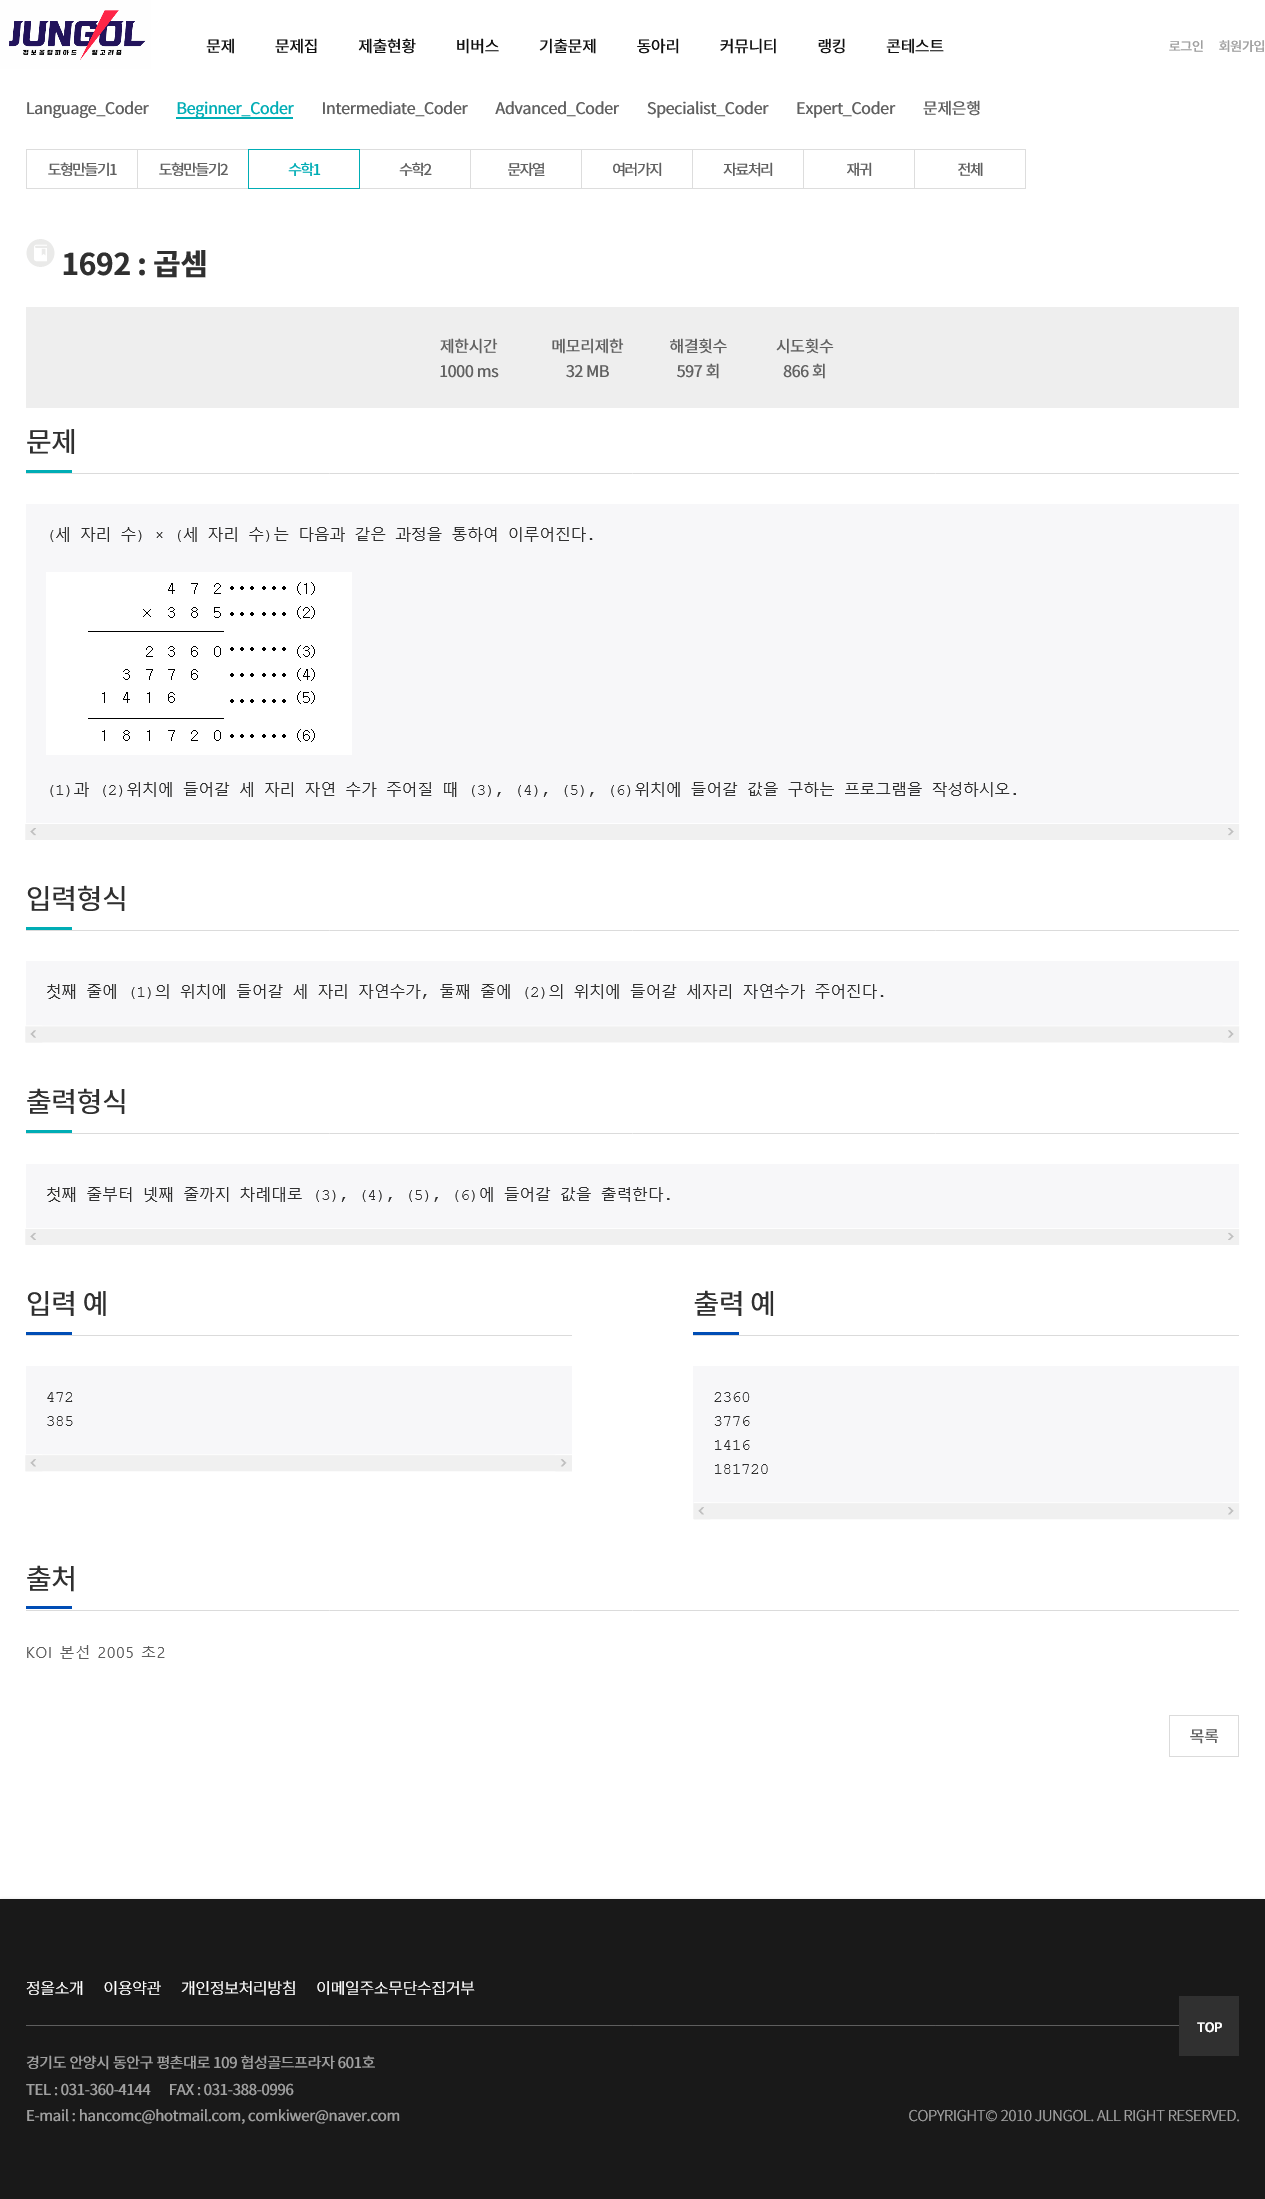 JUNGOL
정보올림피아드 알고리즘
문제 문제집 제출현황 비버스 기출문제 동아리 커뮤니티 랭킹 콘테스트 로그인 회원가입
Language_Coder Beginner_Coder Intermediate_Coder Advanced_Coder Specialist_Coder Expert_Coder 문제은행
도형만들기1 도형만들기2 수학1 수학2 문자열 여러가지 자료처리 재귀 전체
1692 : 곱셈
제한시간 메모리제한 해결횟수 시도횟수
1000 ms 32 MB 597 회 866 회
문제
(세 자리 수) × (세 자리 수)는 다음과 같은 과정을 통하여 이루어진다.
4 7 2 •••••• (1)
× 3 8 5 •••••• (2)
2 3 6 0 •••••• (3)
3 7 7 6 •••••• (4)
1 4 1 6 •••••• (5)
1 8 1 7 2 0 •••••• (6)
(1)과 (2)위치에 들어갈 세 자리 자연 수가 주어질 때 (3), (4), (5), (6)위치에 들어갈 값을 구하는 프로그램을 작성하시오.
입력형식
첫째 줄에 (1)의 위치에 들어갈 세 자리 자연수가, 둘째 줄에 (2)의 위치에 들어갈 세자리 자연수가 주어진다.
출력형식
첫째 줄부터 넷째 줄까지 차례대로 (3), (4), (5), (6)에 들어갈 값을 출력한다.
입력 예
472
385
출력 예
2360
3776
1416
181720
출처
KOI 본선 2005 초2
목록
정올소개 이용약관 개인정보처리방침 이메일주소무단수집거부
TOP
경기도 안양시 동안구 평촌대로 109 협성골드프라자 601호
TEL : 031-360-4144 FAX : 031-388-0996
E-mail : hancomc@hotmail.com, comkiwer@naver.com
COPYRIGHT© 2010 JUNGOL. ALL RIGHT RESERVED.